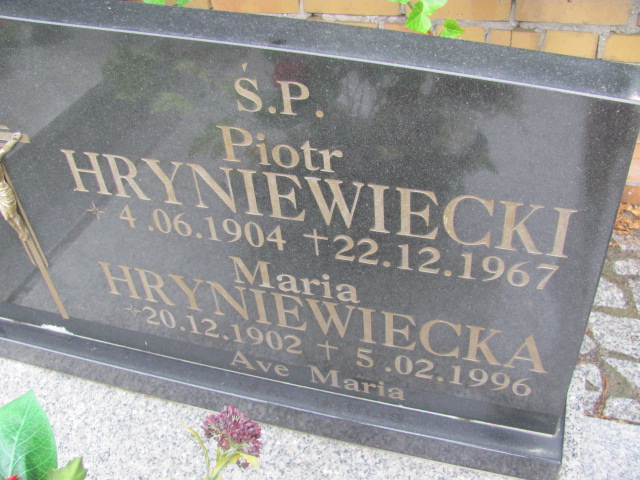 Ś.P.
Piotr
HRYNIEWIECKI
* 4.06.1904 † 22.12.1967
Maria
HRYNIEWIECKA
*20.12.1902 † 5.02.1996
Ave Maria